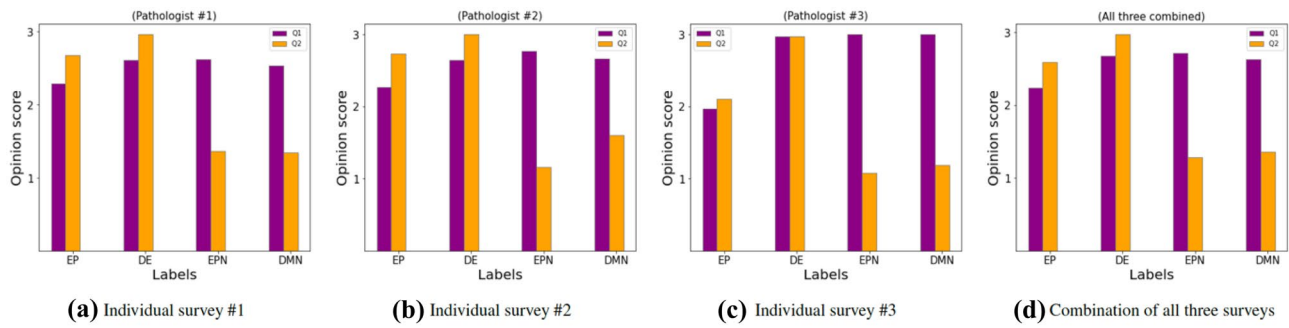 (Pathologist #1)
Q1
Q2
3
2
1
Opinion score
EP DE EPN DMN
Labels
(a) Individual survey #1
(Pathologist #2)
Q1
Q2
3
2
1
Opinion score
EP DE EPN DMN
Labels
(b) Individual survey #2
(Pathologist #3)
Q1
Q2
3
2
1
Opinion score
EP DE EPN DMN
Labels
(c) Individual survey #3
(All three combined)
Q1
Q2
3
2
1
Opinion score
EP DE EPN DMN
Labels
(d) Combination of all three surveys